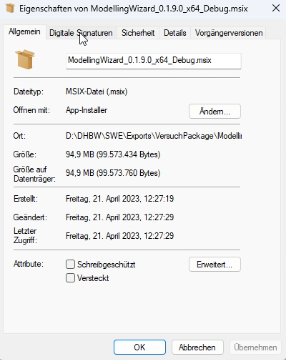 Eigenschaften von ModellingWizard_0.1.9.0_x64_Debug.msix
Allgemein Digitale Signaturen Sicherheit Details Vorgängerversionen
ModellingWizard_0.1.9.0_x64_Debug.msix
Dateityp: MSIX-Datei (.msix)
Öffnen mit: App-Installer Ändern...
Ort: D:\DHBW\SWE\Exports\VersuchPackage\Modellin
Größe: 94,9 MB (99.573.434 Bytes)
Größe auf
Datenträger: 94,9 MB (99.573.760 Bytes)
Erstellt: Freitag, 21. April 2023, 12:27:19
Geändert: Freitag, 21. April 2023, 12:27:29
Letzter
Zugriff: Freitag, 21. April 2023, 12:27:29
Attribute: Schreibgeschützt Erweitert...
Versteckt
OK Abbrechen Übernehmen